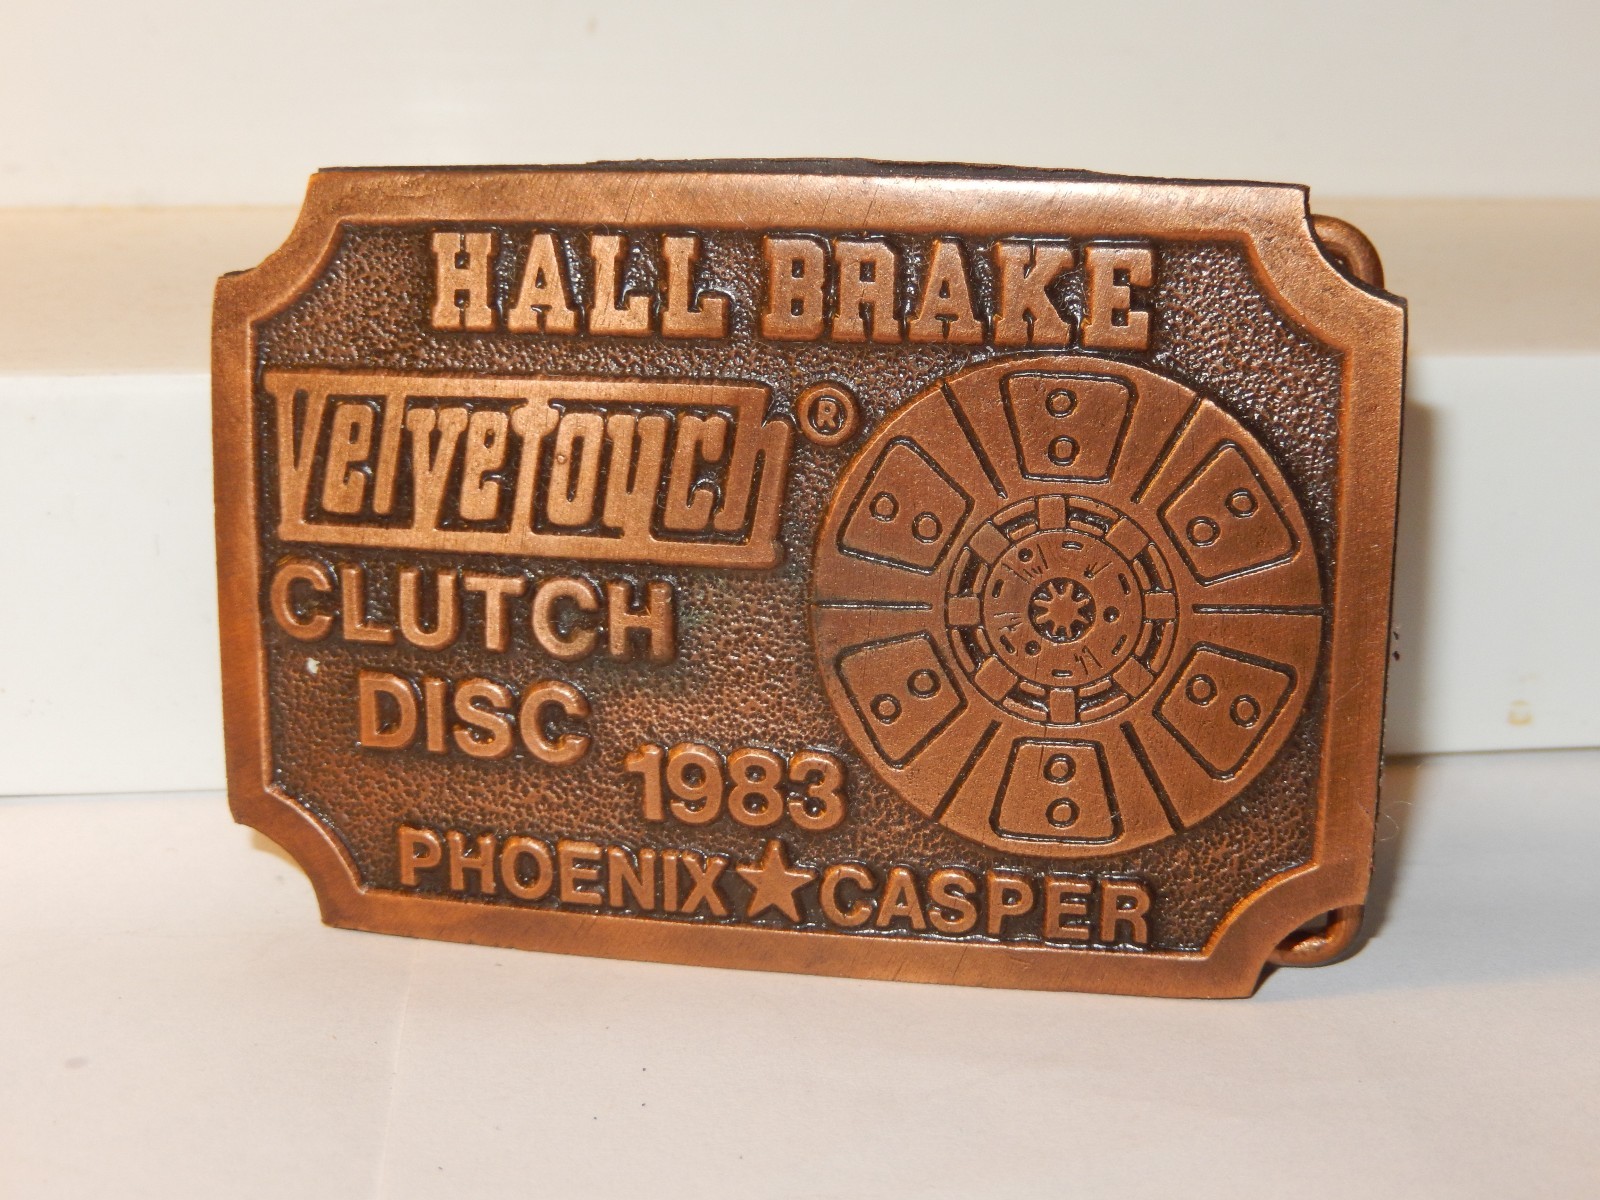 HALL BRAKE
Velvetouch ®
CLUTCH
DISC
1983
PHOENIX★CASPER